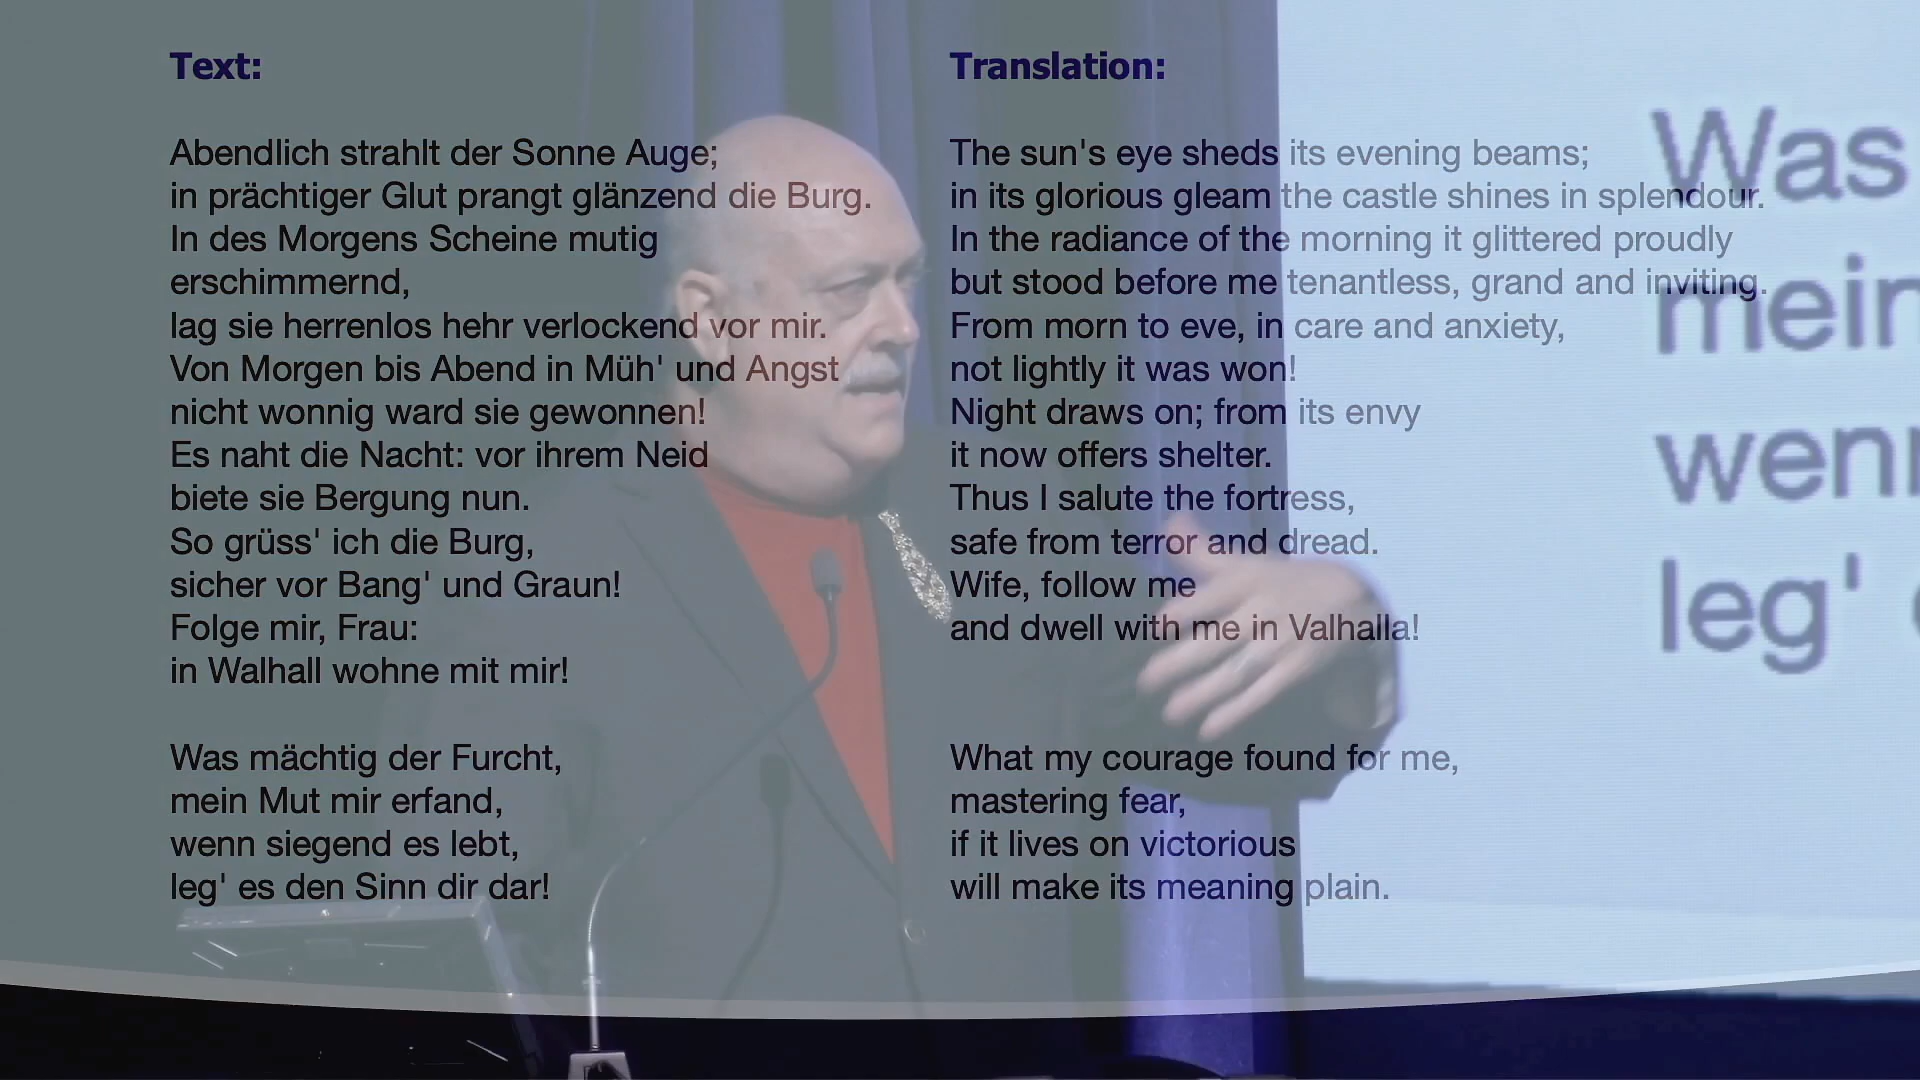 Text:
Abendlich strahlt der Sonne Auge;
in prächtiger Glut prangt glänzend die Burg.
In des Morgens Scheine mutig
erschimmernd,
lag sie herrenlos hehr verlockend vor mir.
Von Morgen bis Abend in Müh' und Angst
nicht wonnig ward sie gewonnen!
Es naht die Nacht: vor ihrem Neid
biete sie Bergung nun.
So grüss' ich die Burg,
sicher vor Bang' und Graun!
Folge mir, Frau:
in Walhall wohne mit mir!
Was mächtig der Furcht,
mein Mut mir erfand,
wenn siegend es lebt,
leg' es den Sinn dir dar!
Translation:
The sun's eye sheds its evening beams;
in its glorious gleam the castle shines in splendour.
In the radiance of the morning it glittered proudly
but stood before me tenantless, grand and inviting.
From morn to eve, in care and anxiety,
not lightly it was won!
Night draws on; from its envy
it now offers shelter.
Thus I salute the fortress,
safe from terror and dread.
Wife, follow me
and dwell with me in Valhalla!
What my courage found for me,
mastering fear,
if it lives on victorious
will make its meaning plain.
Was
mein
wenn
leg'